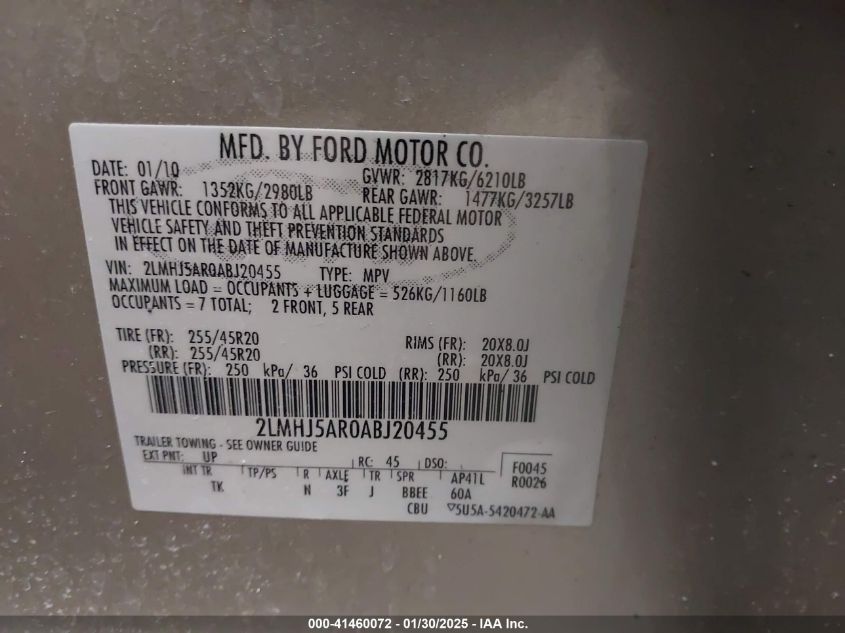 MFD. BY FORD MOTOR CO.
DATE: 01/10 GVWR: 2817KG/6210LB
FRONT GAWR: 1352KG/2980LB REAR GAWR: 1477KG/3257LB
THIS VEHICLE CONFORMS TO ALL APPLICABLE FEDERAL MOTOR
VEHICLE SAFETY AND THEFT PREVENTION STANDARDS
IN EFFECT ON THE DATE OF MANUFACTURE SHOWN ABOVE.
VIN: 2LMHJ5AR0ABJ20455 TYPE: MPV
MAXIMUM LOAD = OCCUPANTS + LUGGAGE = 526KG/1160LB
OCCUPANTS = 7 TOTAL; 2 FRONT, 5 REAR
TIRE (FR): 255/45R20 RIMS (FR): 20X8.0J
(RR): 255/45R20 (RR): 20X8.0J
PRESSURE (FR): 250 kPa/ 36 PSI COLD (RR): 250 kPa/ 36 PSI COLD
2LMHJ5AR0ABJ20455
TRAILER TOWING - SEE OWNER GUIDE
EXT PNT: UP RC: 45 DSO: F0045
INT TR TP/PS R AXLE TR SPR AP41L R0026
TK N 3F J BBEE 60A
CBU ▽5U5A-5420472-AA
000-41460072 - 01/30/2025 - IAA Inc.